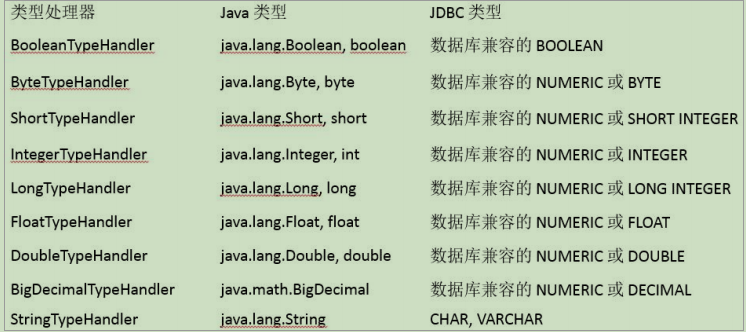 类型处理器 Java 类型 JDBC 类型
BooleanTypeHandler java.lang.Boolean, boolean 数据库兼容的 BOOLEAN
ByteTypeHandler java.lang.Byte, byte 数据库兼容的 NUMERIC 或 BYTE
ShortTypeHandler java.lang.Short, short 数据库兼容的 NUMERIC 或 SHORT INTEGER
IntegerTypeHandler java.lang.Integer, int 数据库兼容的 NUMERIC 或 INTEGER
LongTypeHandler java.lang.Long, long 数据库兼容的 NUMERIC 或 LONG INTEGER
FloatTypeHandler java.lang.Float, float 数据库兼容的 NUMERIC 或 FLOAT
DoubleTypeHandler java.lang.Double, double 数据库兼容的 NUMERIC 或 DOUBLE
BigDecimalTypeHandler java.math.BigDecimal 数据库兼容的 NUMERIC 或 DECIMAL
StringTypeHandler java.lang.String CHAR, VARCHAR